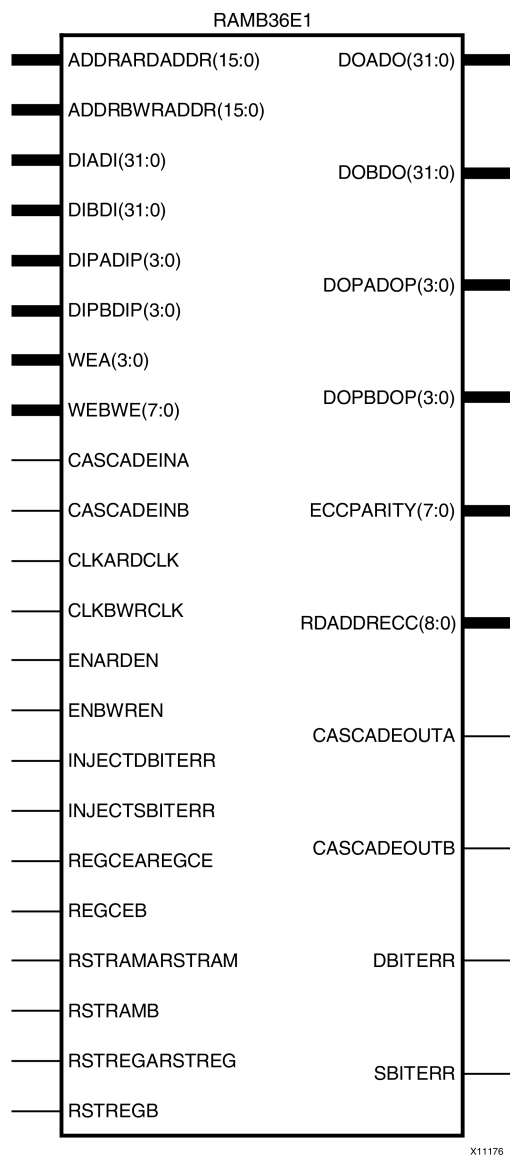 RAMB36E1
ADDRARDADDR(15:0)
ADDRBWRADDR(15:0)
DIADI(31:0)
DIBDI(31:0)
DIPADIP(3:0)
DIPBDIP(3:0)
WEA(3:0)
WEBWE(7:0)
CASCADEINA
CASCADEINB
CLKARDCLK
CLKBWRCLK
ENARDEN
ENBWREN
INJECTDBITERR
INJECTSBITERR
REGCEAREGCE
REGCEB
RSTRAMARSTRAM
RSTRAMB
RSTREGARSTREG
RSTREGB
DOADO(31:0)
DOBDO(31:0)
DOPADOP(3:0)
DOPBDOP(3:0)
ECCPARITY(7:0)
RDADDRECC(8:0)
CASCADEOUTA
CASCADEOUTB
DBITERR
SBITERR
X11176